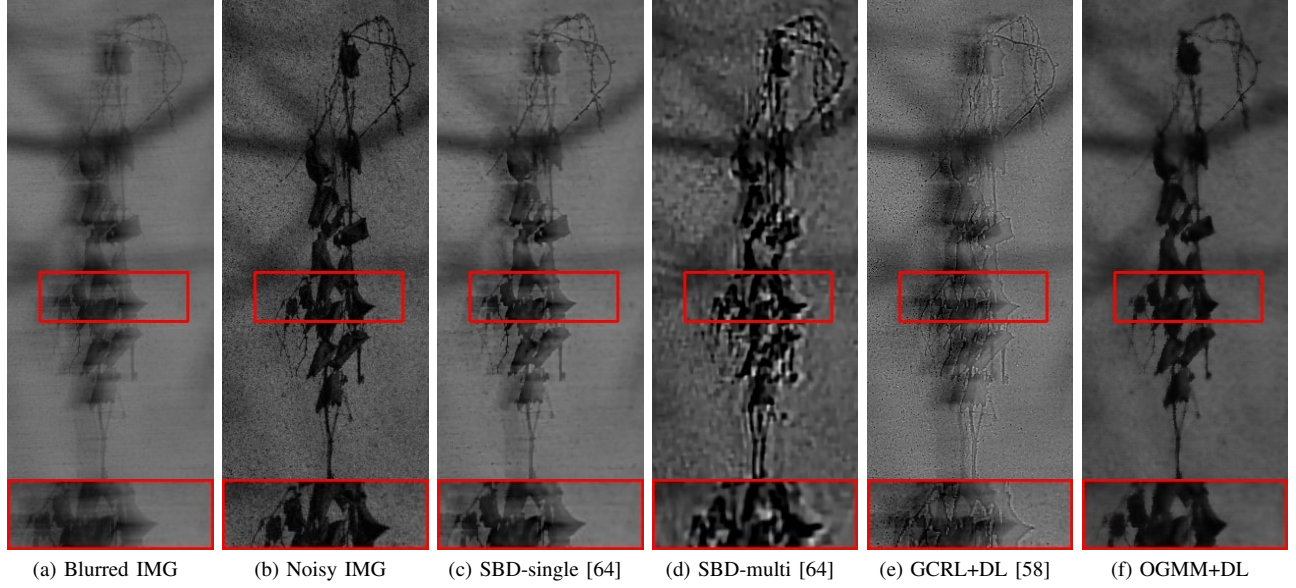 (a) Blurred IMG
(b) Noisy IMG
(c) SBD-single [64]
(d) SBD-multi [64]
(e) GCRL+DL [58]
(f) OGMM+DL